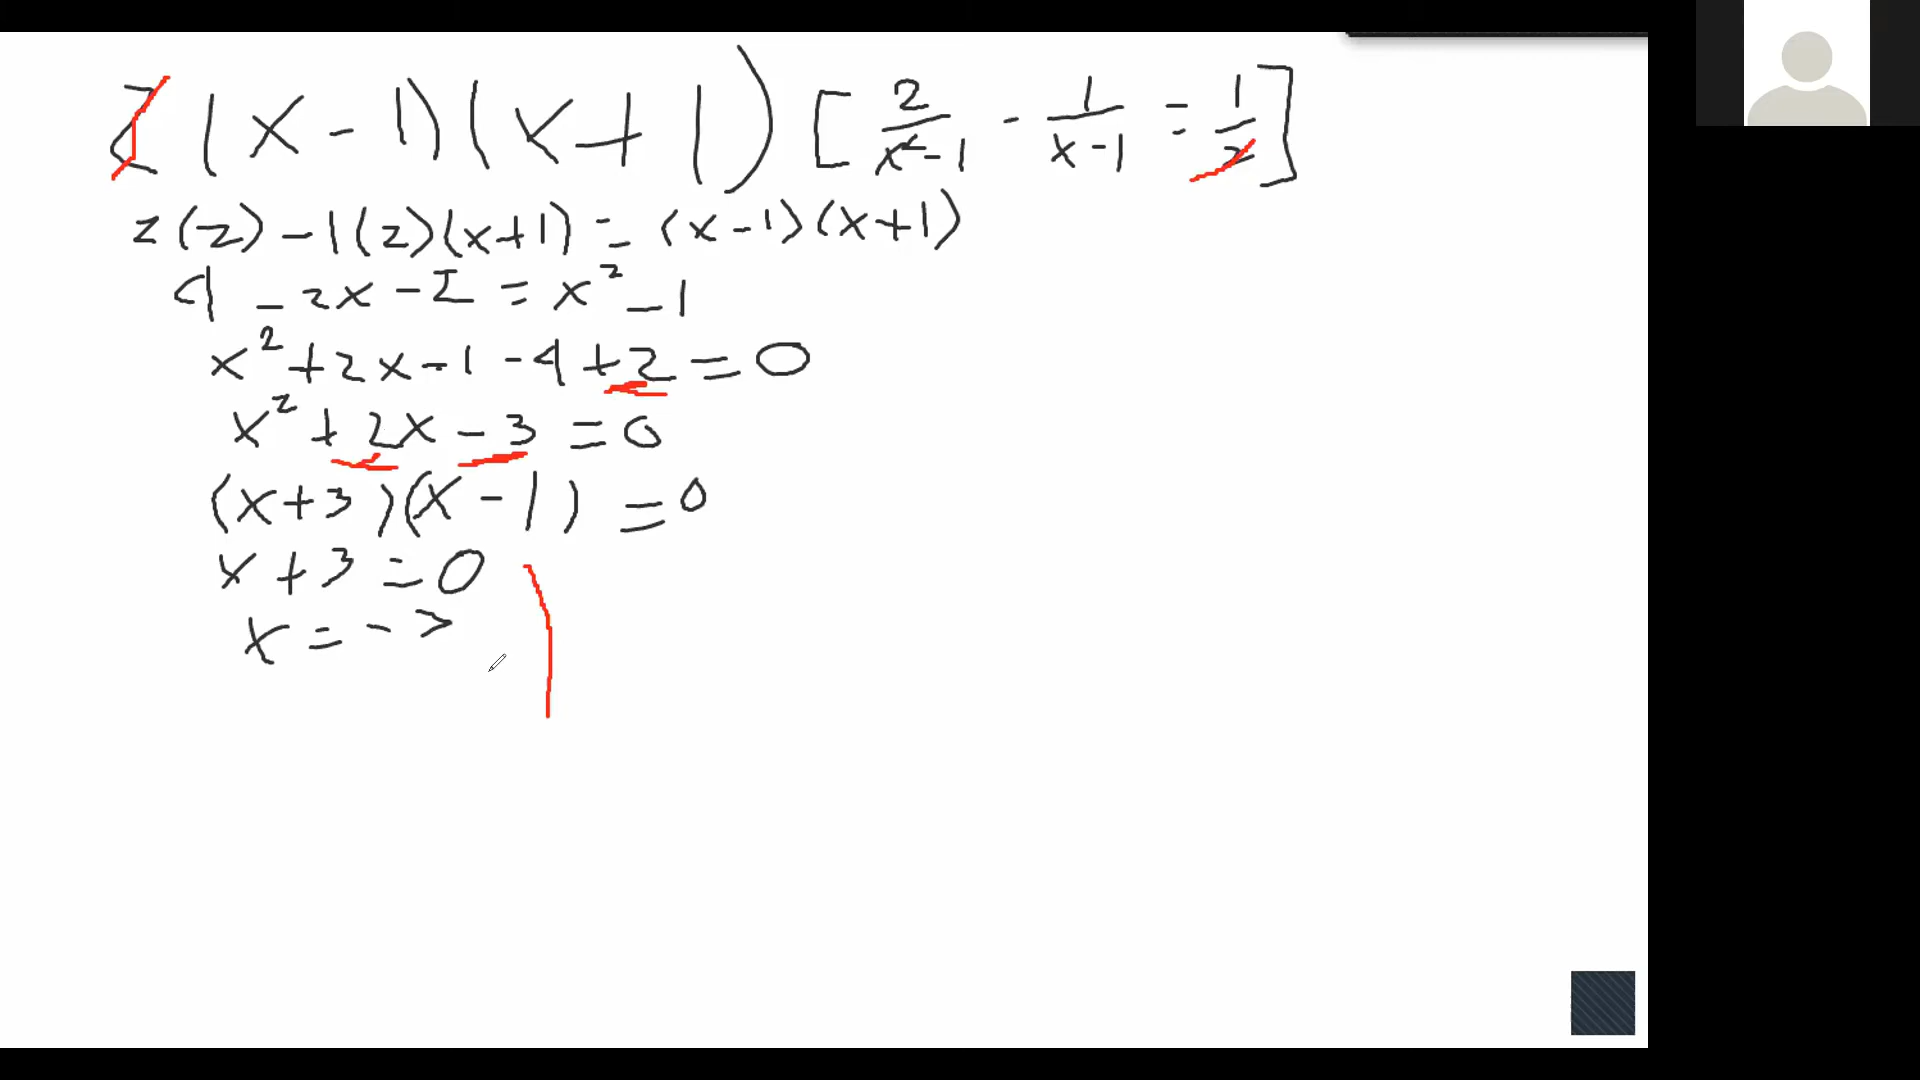 2(x-1)(x+1) [2/(x²-1) - 1/(x-1) = 1/2]
2(2) - 1(2)(x+1) = (x-1)(x+1)
4 - 2x - 2 = x² - 1
x² + 2x - 1 - 4 + 2 = 0
x² + 2x - 3 = 0
(x+3)(x-1) = 0
x + 3 = 0
x = -